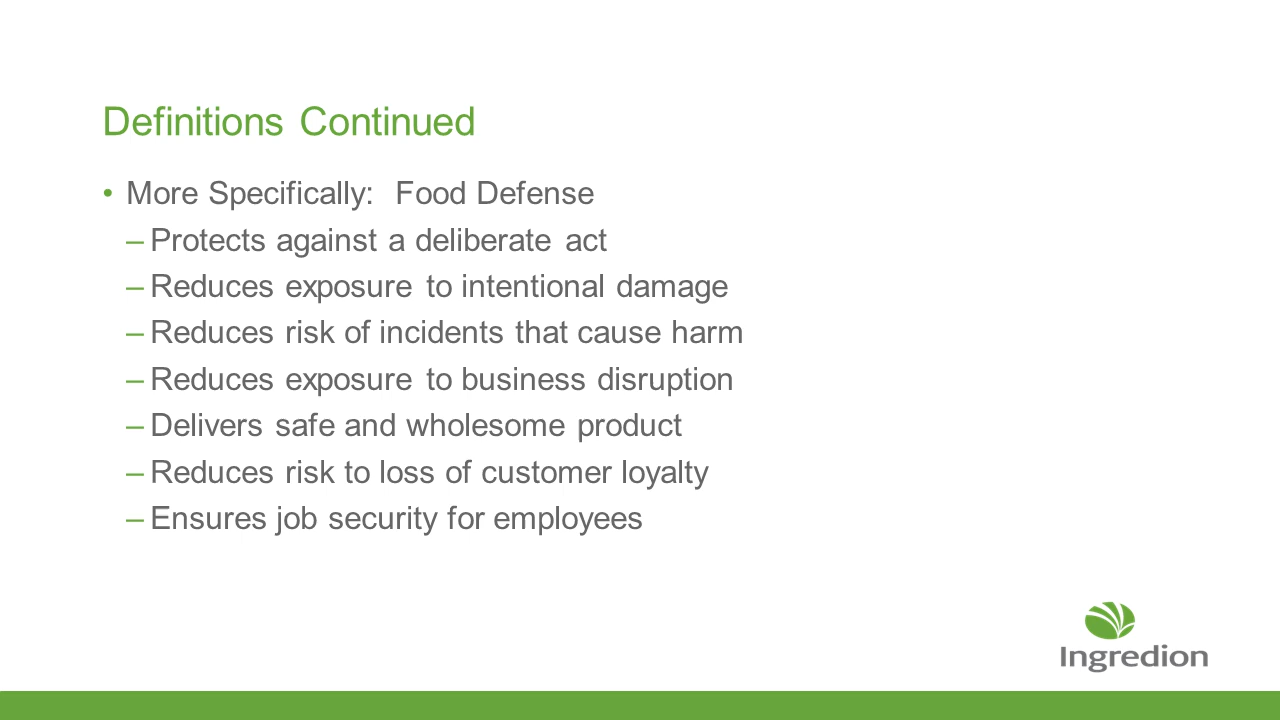 Definitions Continued
• More Specifically:  Food Defense
– Protects against a deliberate act
– Reduces exposure to intentional damage
– Reduces risk of incidents that cause harm
– Reduces exposure to business disruption
– Delivers safe and wholesome product
– Reduces risk to loss of customer loyalty
– Ensures job security for employees
Ingredion